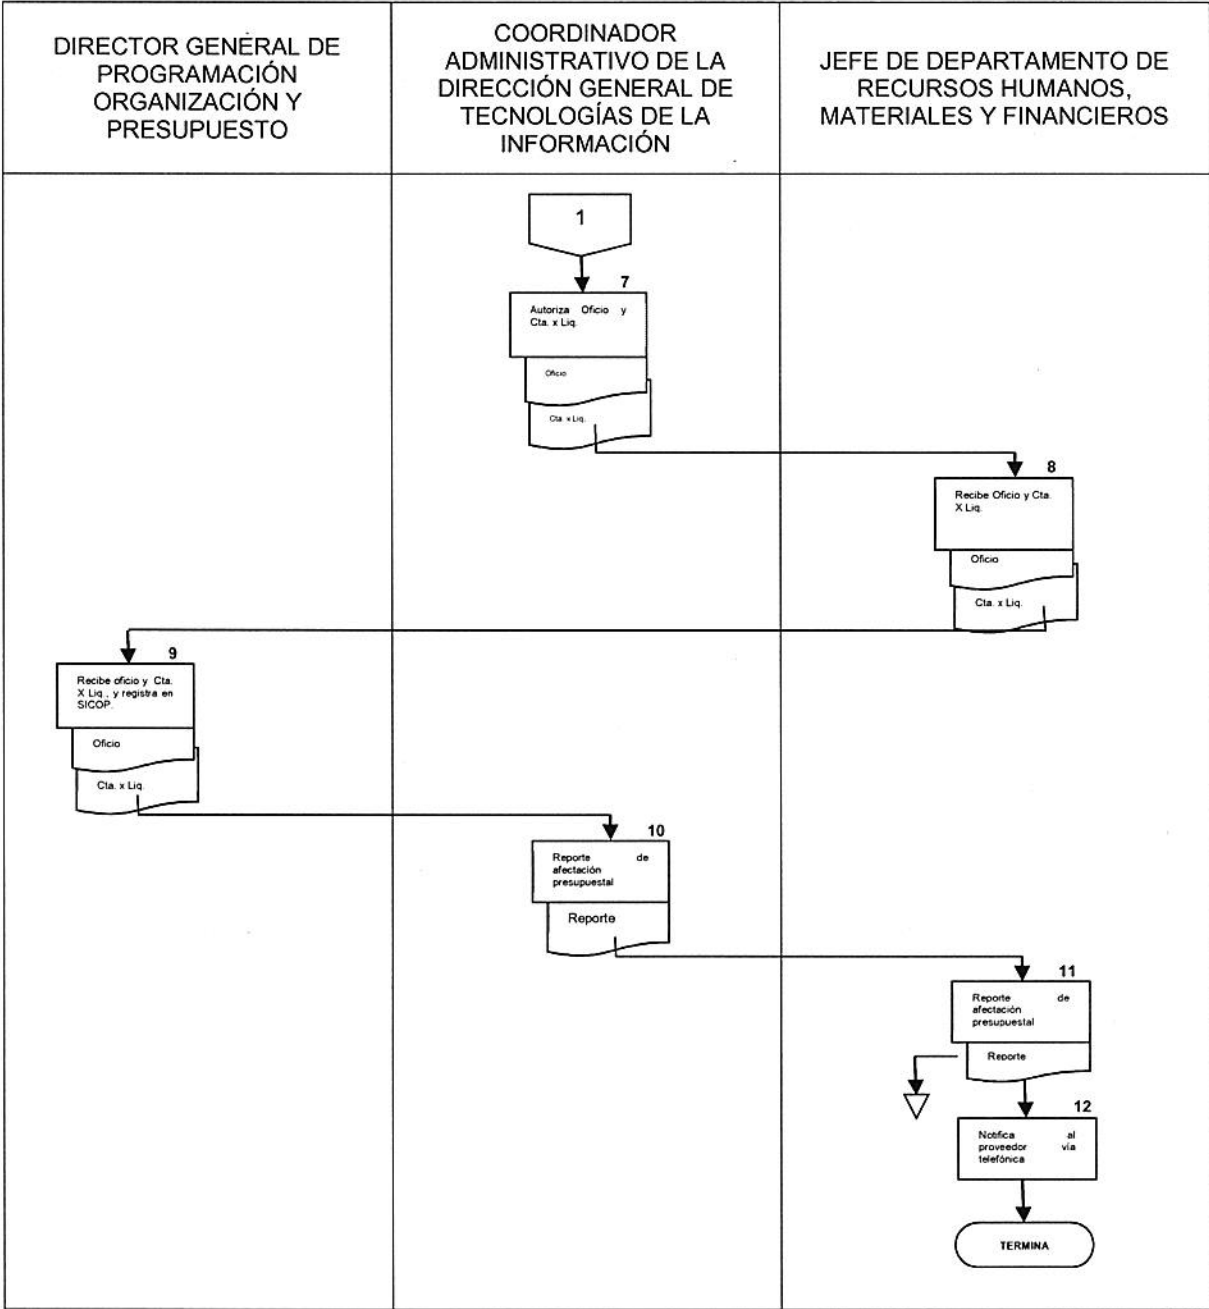 DIRECTOR GENERAL DE
PROGRAMACIÓN
ORGANIZACIÓN Y
PRESUPUESTO
COORDINADOR
ADMINISTRATIVO DE LA
DIRECCIÓN GENERAL DE
TECNOLOGÍAS DE LA
INFORMACIÓN
JEFE DE DEPARTAMENTO DE
RECURSOS HUMANOS,
MATERIALES Y FINANCIEROS
1
7
Autoriza Oficio y
Cta. x Liq.
Oficio
Cta. x Liq.
8
Recibe Oficio y Cta.
X Liq.
Oficio
Cta. x Liq.
9
Recibe oficio y Cta.
X Liq., y registra en
SICOP.
Oficio
Cta. x Liq.
10
Reporte de
afectación
presupuestal
Reporte
11
Reporte de
afectación
presupuestal
Reporte
12
Notifica al
proveedor vía
telefónica
TERMINA